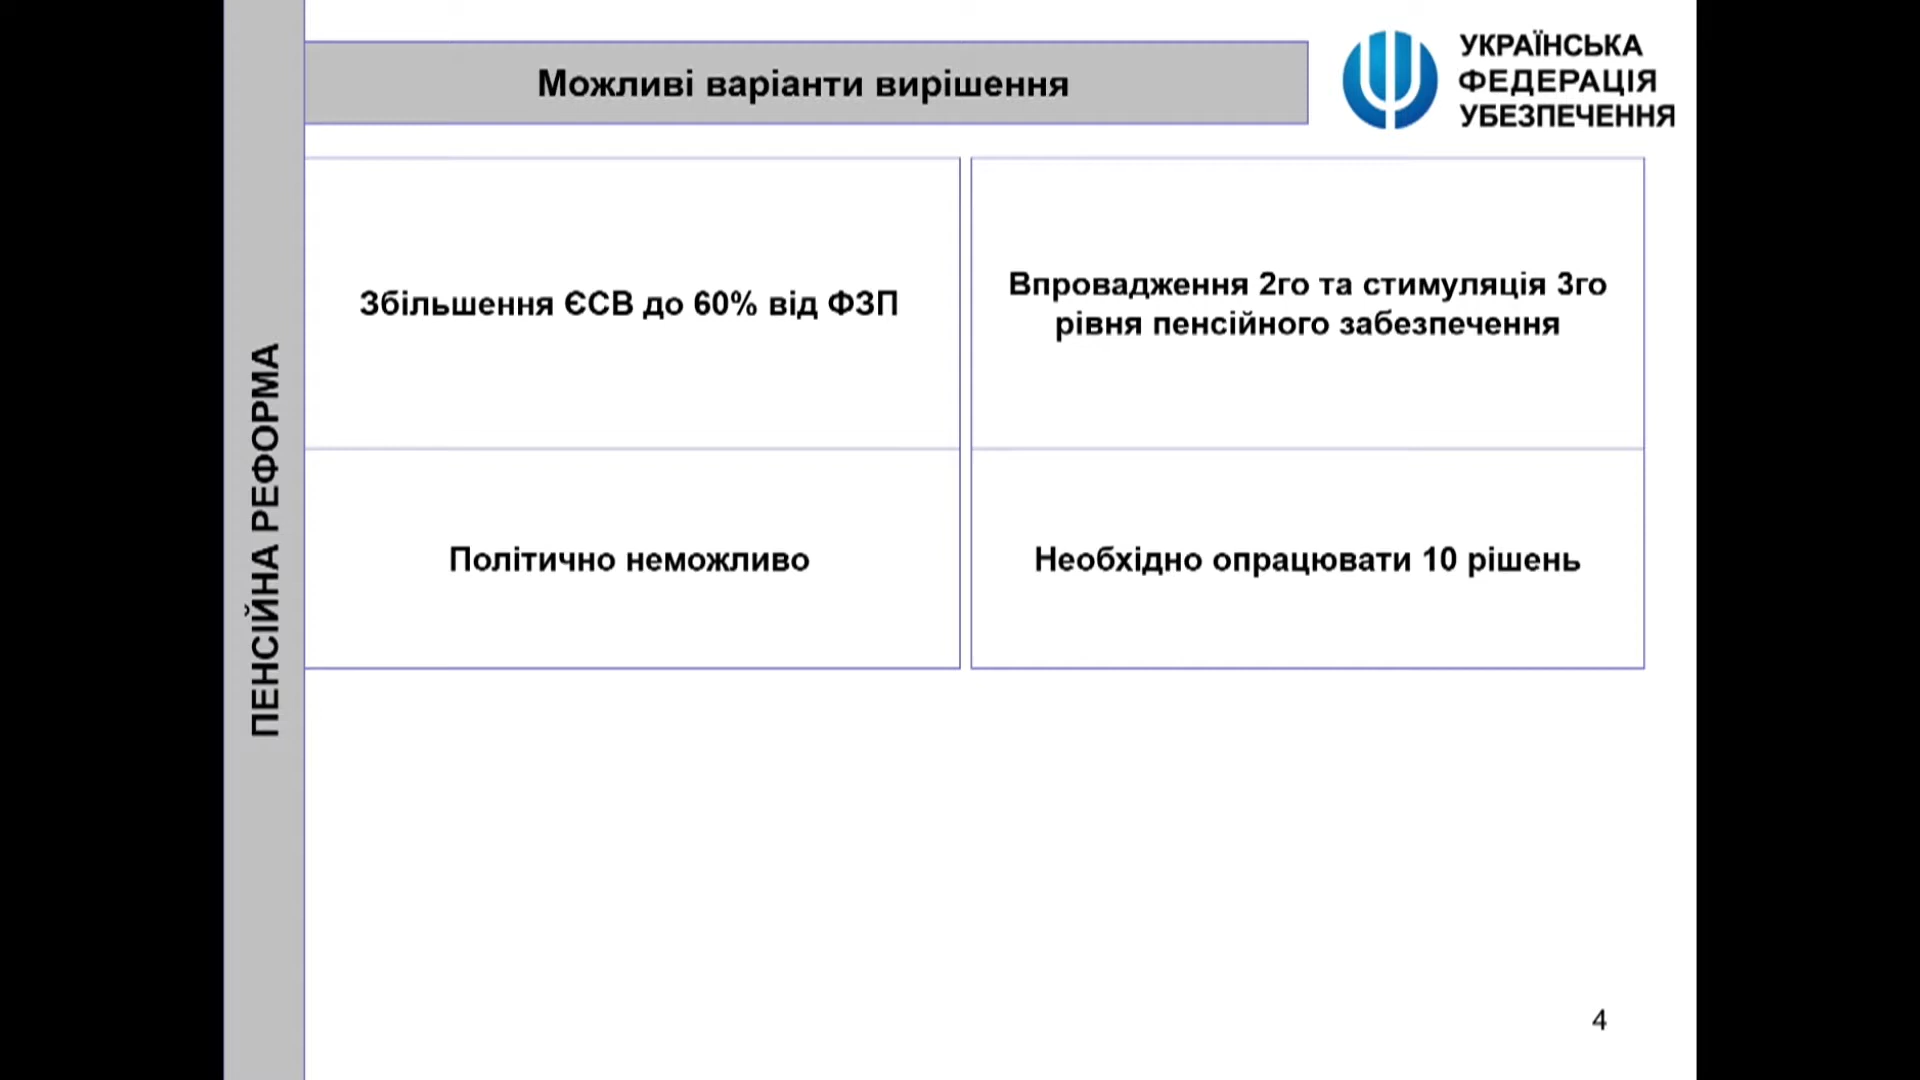 Можливі варіанти вирішення
УКРАЇНСЬКА
ФЕДЕРАЦІЯ
УБЕЗПЕЧЕННЯ
ПЕНСІЙНА РЕФОРМА
Збільшення ЄСВ до 60% від ФЗП
Впровадження 2го та стимуляція 3го
рівня пенсійного забезпечення
Політично неможливо
Необхідно опрацювати 10 рішень
4